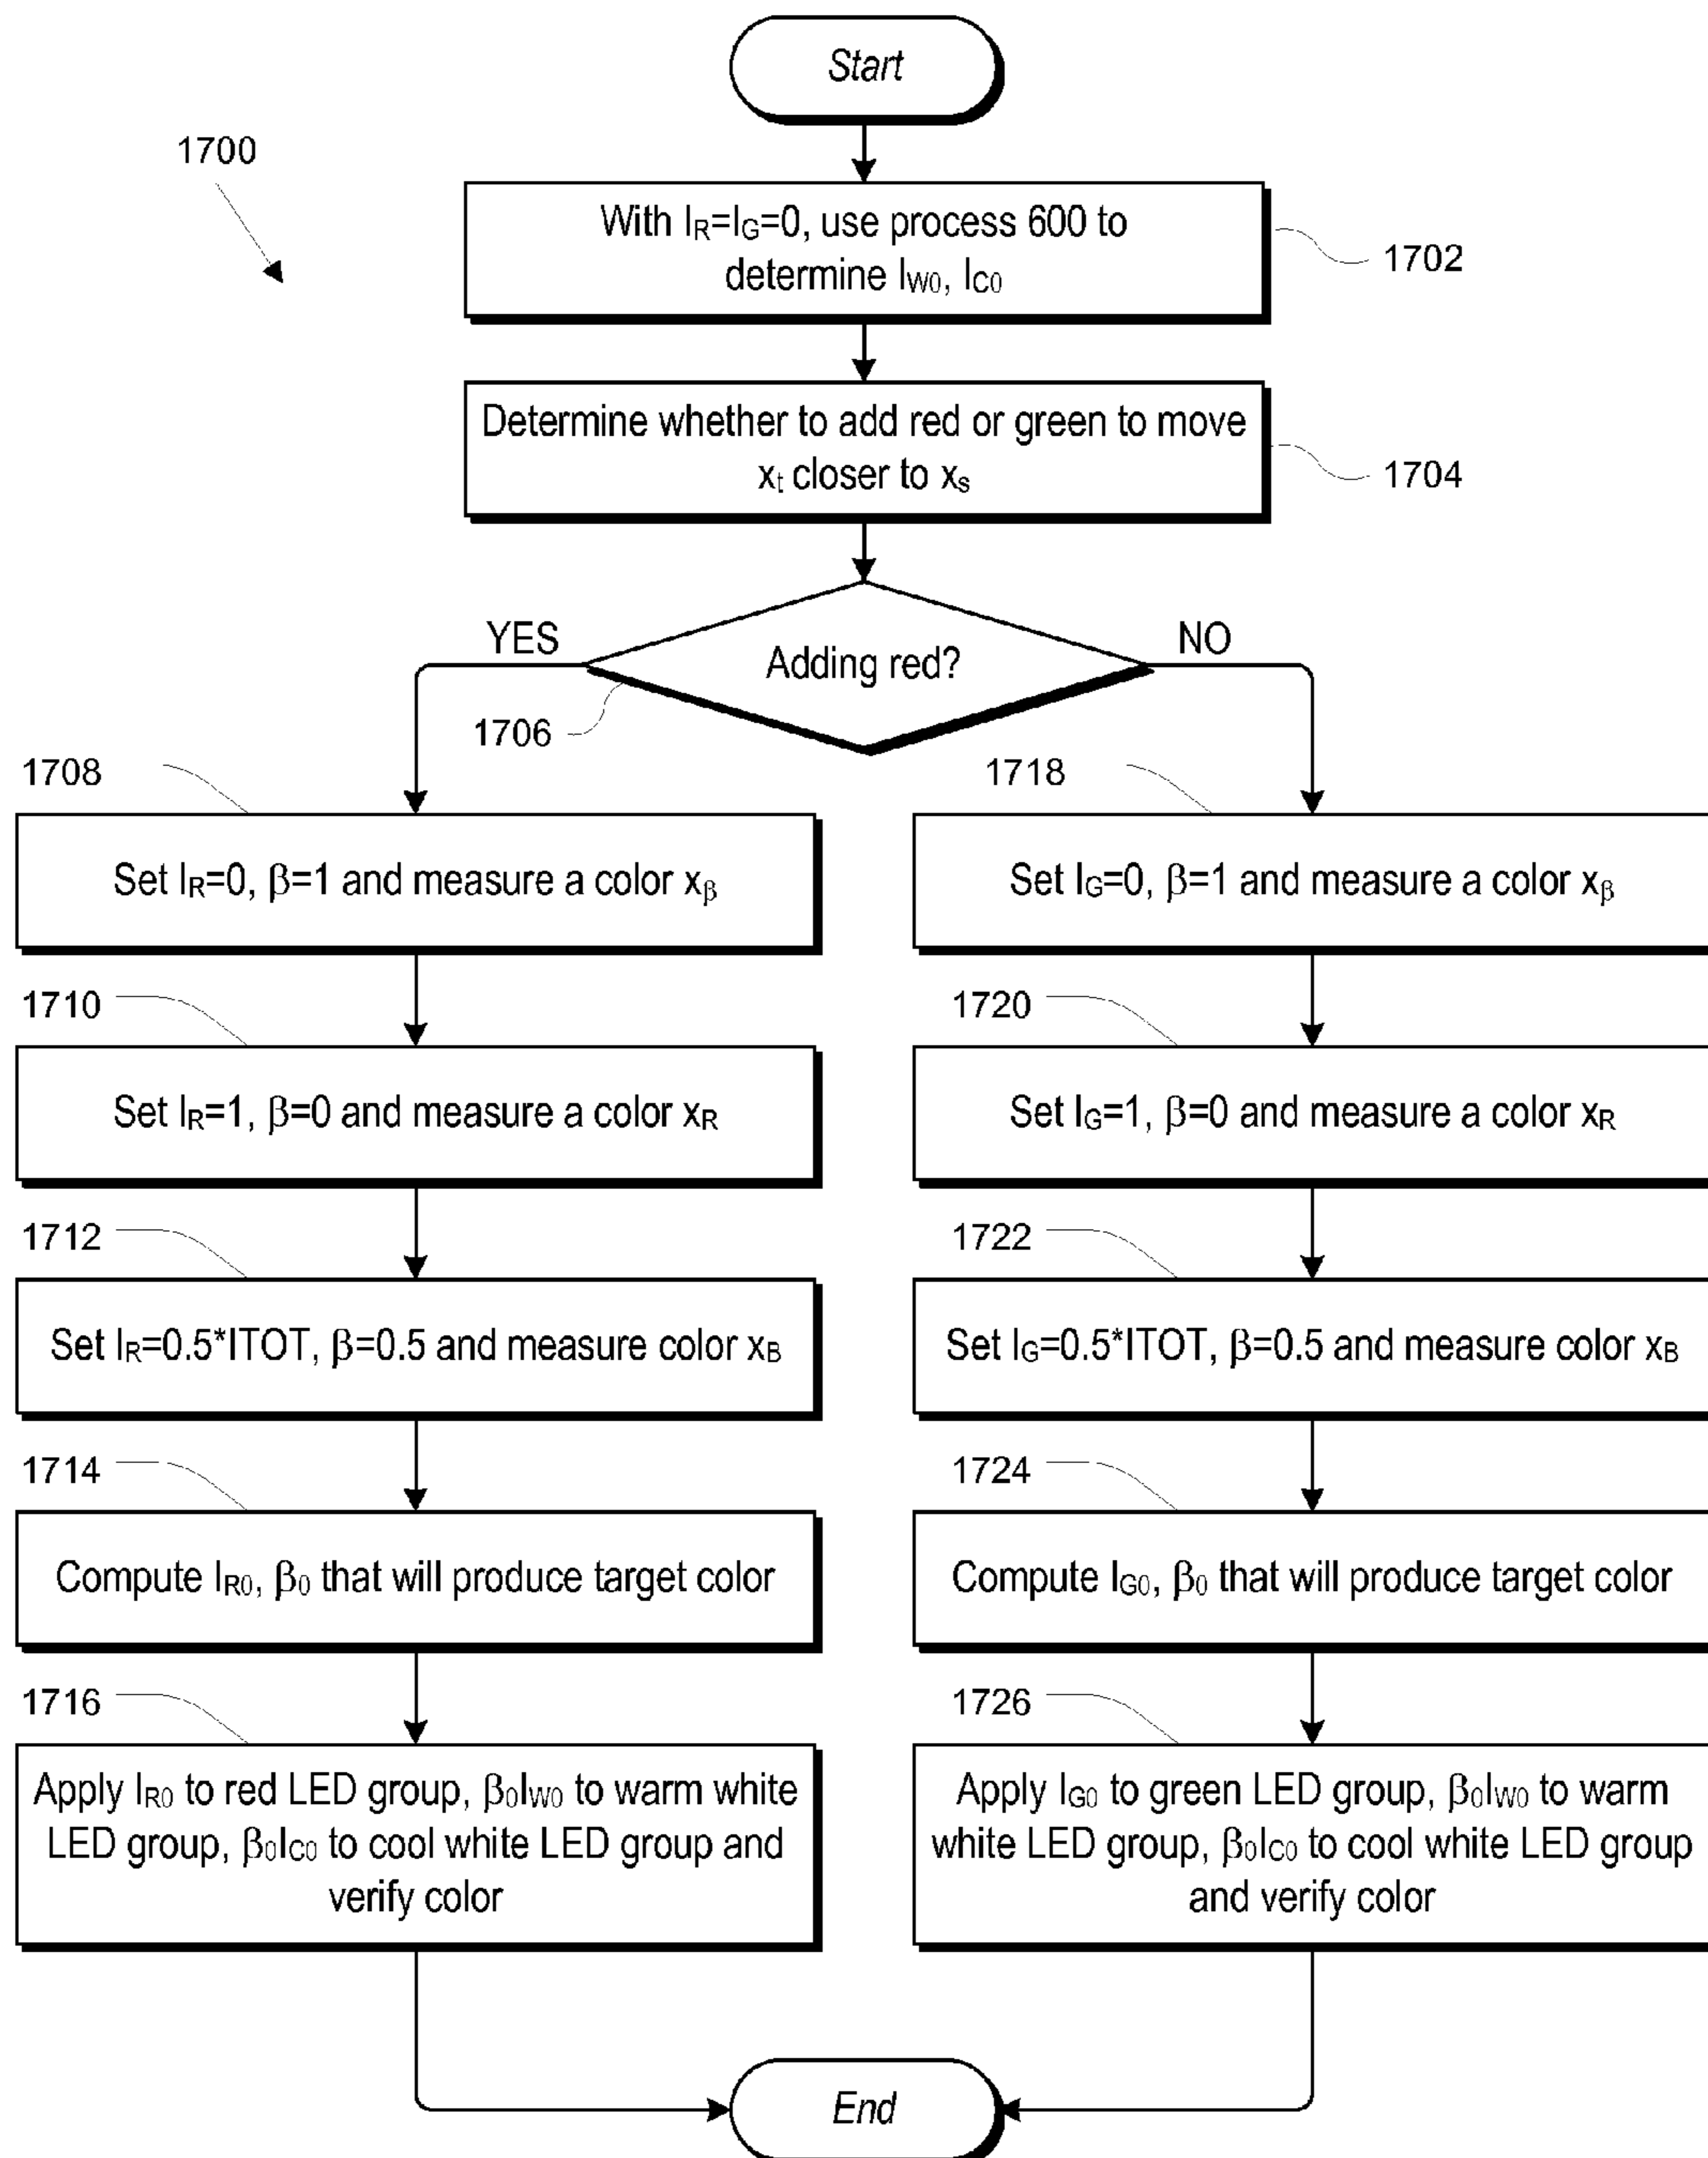 Start
1700
With IR=IG=0, use process 600 to
determine IW0, IC0
1702
Determine whether to add red or green to move
xt closer to xs
1704
YES
Adding red?
NO
1706
1708
Set IR=0, β=1 and measure a color xβ
1718
Set IG=0, β=1 and measure a color xβ
1710
Set IR=1, β=0 and measure a color xR
1720
Set IG=1, β=0 and measure a color xR
1712
Set IR=0.5*ITOT, β=0.5 and measure color xB
1722
Set IG=0.5*ITOT, β=0.5 and measure color xB
1714
Compute IR0, β0 that will produce target color
1724
Compute IG0, β0 that will produce target color
1716
Apply IR0 to red LED group, β0IW0 to warm white
LED group, β0IC0 to cool white LED group and
verify color
1726
Apply IG0 to green LED group, β0IW0 to warm
white LED group, β0IC0 to cool white LED group
and verify color
End